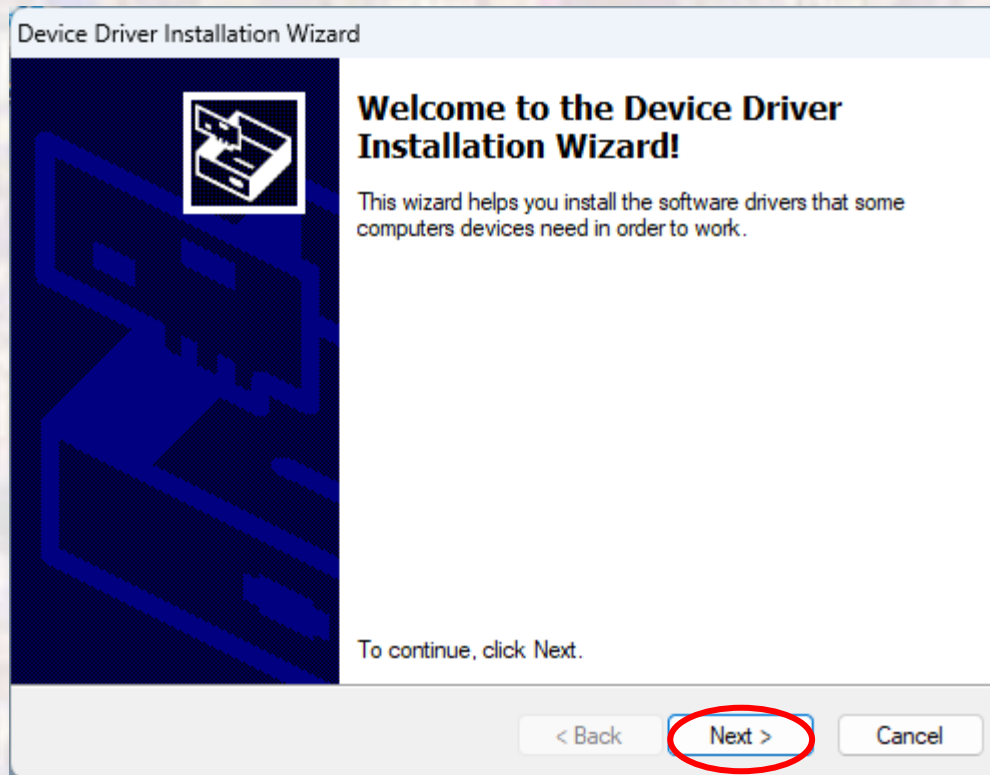 Device Driver Installation Wizard
Welcome to the Device Driver
Installation Wizard!
This wizard helps you install the software drivers that some
computers devices need in order to work.
To continue, click Next.
< Back
Next >
Cancel